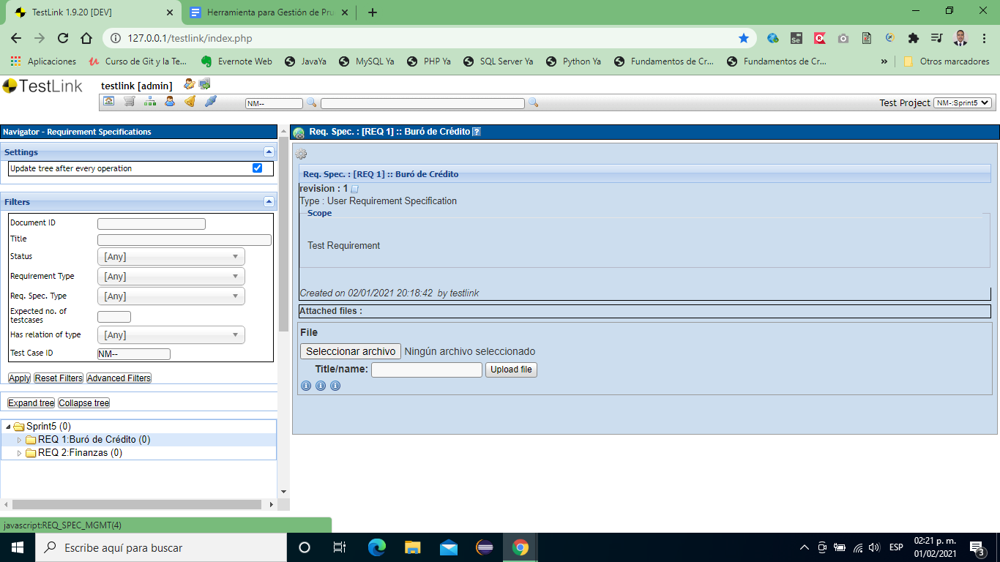 TestLink 1.9.20 [DEV]
Herramienta para Gestión de Pru
127.0.0.1/testlink/index.php
Se
Aplicaciones
Curso de Git y la Te...
Evernote Web
JavaYa
MySQL Ya
PHP Ya
SQL Server Ya
Python Ya
Fundamentos de Cr...
Fundamentos de Cr...
»
Otros marcadores
TestLink
testlink [admin]
NM--
Test Project
NM-:Sprint5
Navigator - Requirement Specifications
Settings
Update tree after every operation
Filters
Document ID
Title
Status [Any]
Requirement Type [Any]
Req. Spec. Type [Any]
Expected no. of
testcases
Has relation of type [Any]
Test Case ID NM--
Apply Reset Filters Advanced Filters
Expand tree Collapse tree
Sprint5 (0)
REQ 1:Buró de Crédito (0)
REQ 2:Finanzas (0)
Req. Spec. : [REQ 1] :: Buró de Crédito ?
Req. Spec. : [REQ 1] :: Buró de Crédito
revision : 1
Type : User Requirement Specification
Scope
Test Requirement
Created on 02/01/2021 20:18:42 by testlink
Attached files :
File
Seleccionar archivo Ningún archivo seleccionado
Title/name: Upload file
javascript:REQ_SPEC_MGMT(4)
Escribe aquí para buscar
ESP
02:21 p. m.
01/02/2021
3